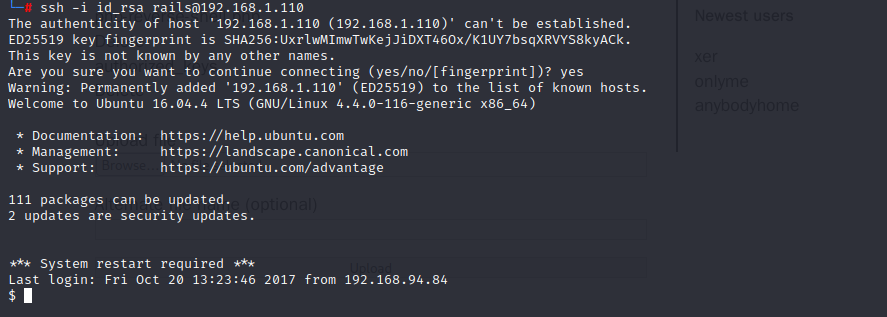 └─# ssh -i id_rsa rails@192.168.1.110
The authenticity of host '192.168.1.110 (192.168.1.110)' can't be established.
ED25519 key fingerprint is SHA256:UxrlwMImwTwKejJiDXT46Ox/K1UY7bsqXRVYS8kyACk.
This key is not known by any other names.
Are you sure you want to continue connecting (yes/no/[fingerprint])? yes
Warning: Permanently added '192.168.1.110' (ED25519) to the list of known hosts.
Welcome to Ubuntu 16.04.4 LTS (GNU/Linux 4.4.0-116-generic x86_64)
* Documentation: https://help.ubuntu.com
* Management: https://landscape.canonical.com
* Support: https://ubuntu.com/advantage
111 packages can be updated.
2 updates are security updates.
*** System restart required ***
Last login: Fri Oct 20 13:23:46 2017 from 192.168.94.84
$
Newest users
xer
onlyme
anybodyhome
Browse...
(optional)
Upload